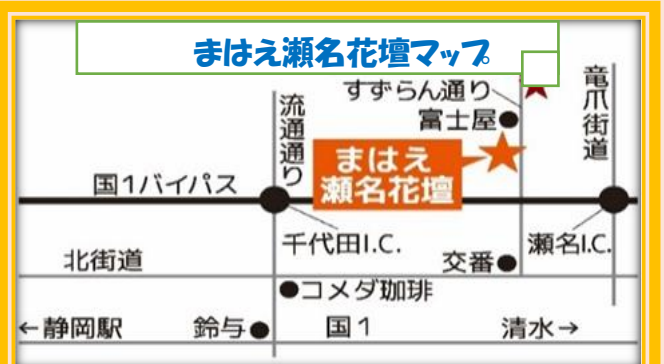 まはえ瀬名花壇マップ
すずらん通り
竜爪街道
流通通り
富士屋
まはえ
瀬名花壇
国1バイパス
千代田I.C.
瀬名I.C.
北街道
交番
コメダ珈琲
←静岡駅
鈴与
国1
清水→